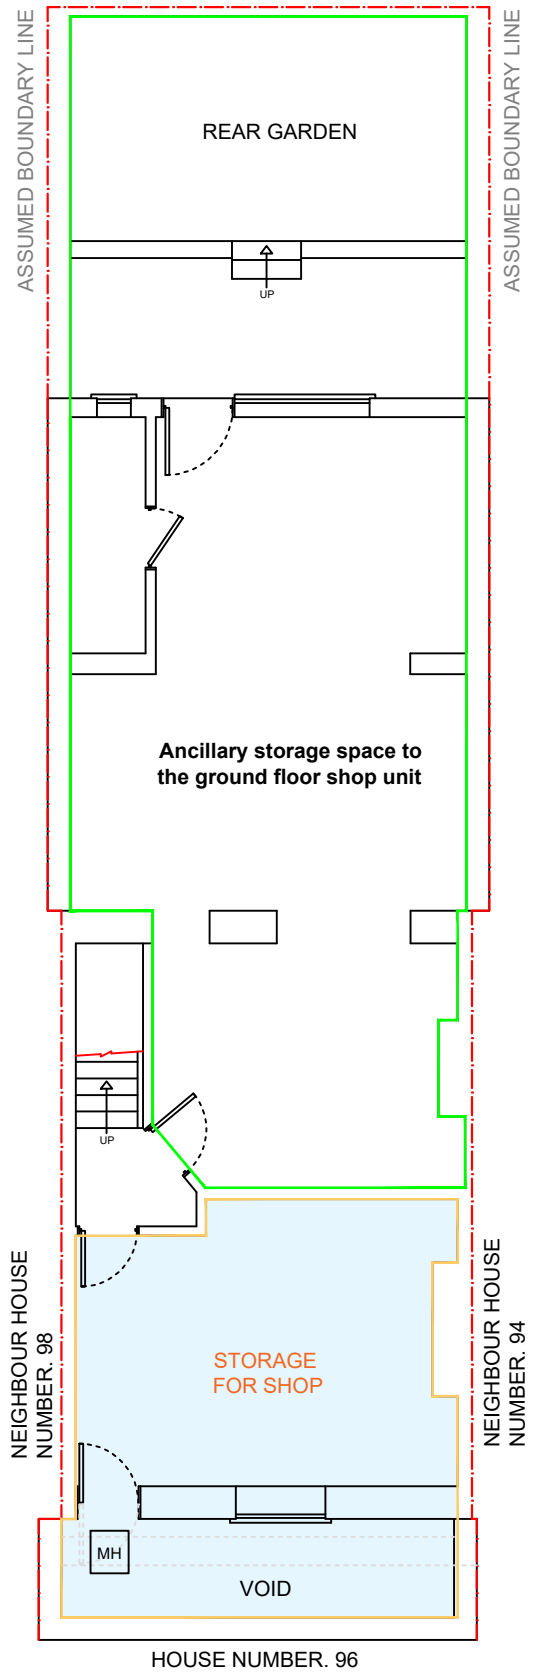 ASSUMED BOUNDARY LINE
ASSUMED BOUNDARY LINE
REAR GARDEN
UP
Ancillary storage space to
the ground floor shop unit
UP
NEIGHBOUR HOUSE
NUMBER. 98
NEIGHBOUR HOUSE
NUMBER. 94
STORAGE
FOR SHOP
MH
VOID
HOUSE NUMBER. 96